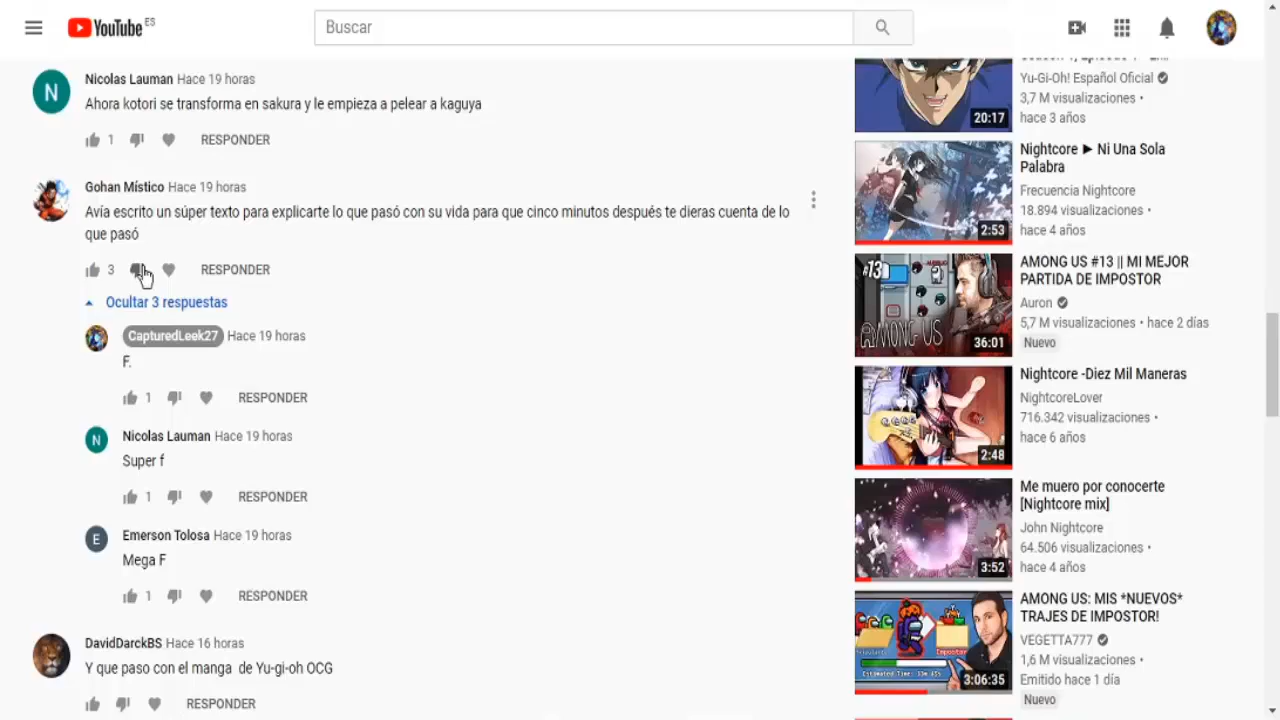 YouTube ES
Buscar
Nicolas Lauman Hace 19 horas
Ahora kotori se transforma en sakura y le empieza a pelear a kaguya
1 RESPONDER
Gohan Místico Hace 19 horas
Avía escrito un súper texto para explicarte lo que pasó con su vida para que cinco minutos después te dieras cuenta de lo
que pasó
3 RESPONDER
Ocultar 3 respuestas
CapturedLeek27 Hace 19 horas
F.
1 RESPONDER
N Nicolas Lauman Hace 19 horas
Super f
1 RESPONDER
E Emerson Tolosa Hace 19 horas
Mega F
1 RESPONDER
DavidDarckBS Hace 16 horas
Y que paso con el manga de Yu-gi-oh OCG
RESPONDER
N
20:17
Yu-Gi-Oh! Español Oficial
3,7 M visualizaciones •
hace 3 años
2:53
Nightcore ► Ni Una Sola
Palabra
Frecuencia Nightcore
18.894 visualizaciones •
hace 4 años
#13
AMONG US
36:01
AMONG US #13 || MI MEJOR
PARTIDA DE IMPOSTOR
Auron
5,7 M visualizaciones • hace 2 días
Nuevo
2:48
Nightcore -Diez Mil Maneras
NightcoreLover
716.342 visualizaciones •
hace 6 años
3:52
Me muero por conocerte
[Nightcore mix]
John Nightcore
64.506 visualizaciones •
hace 4 años
Impostor
3:06:35
AMONG US: MIS *NUEVOS*
TRAJES DE IMPOSTOR!
VEGETTA777
1,6 M visualizaciones •
Emitido hace 1 día
Nuevo